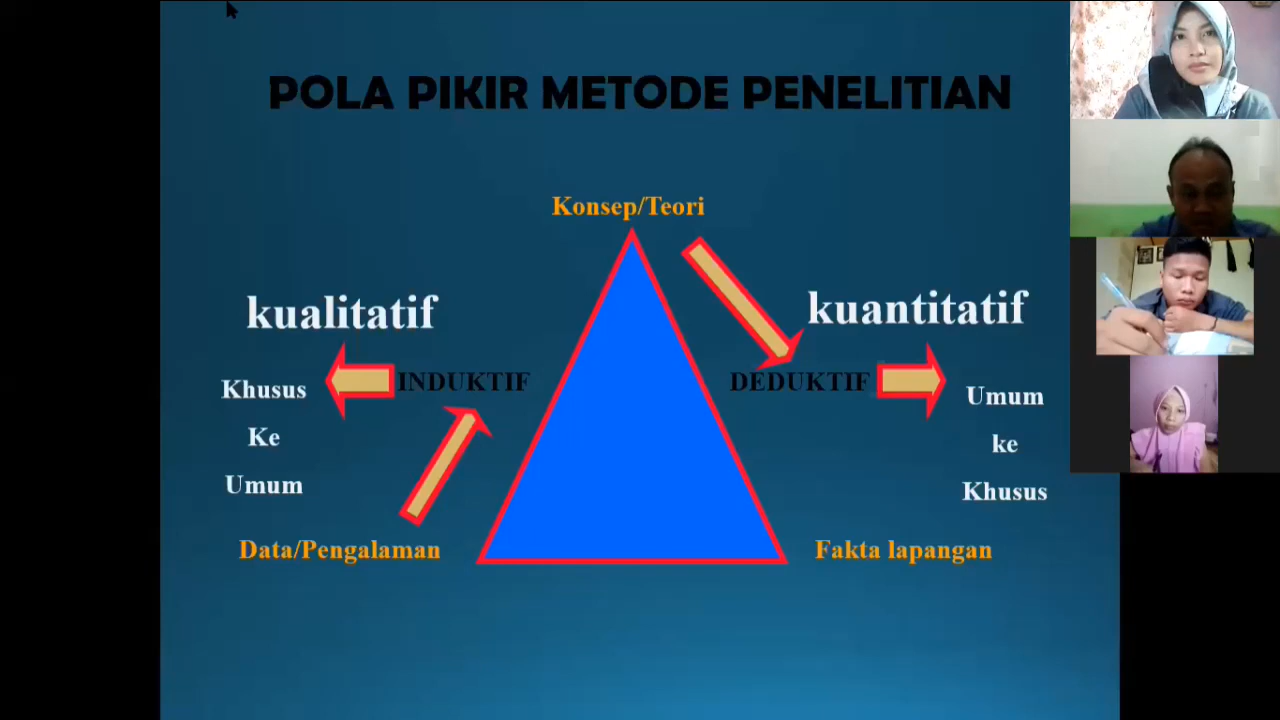 POLA PIKIR METODE PENELITIAN
Konsep/Teori
kualitatif
kuantitatif
INDUKTIF
DEDUKTIF
Khusus
Ke
Umum
Umum
ke
Khusus
Data/Pengalaman
Fakta lapangan